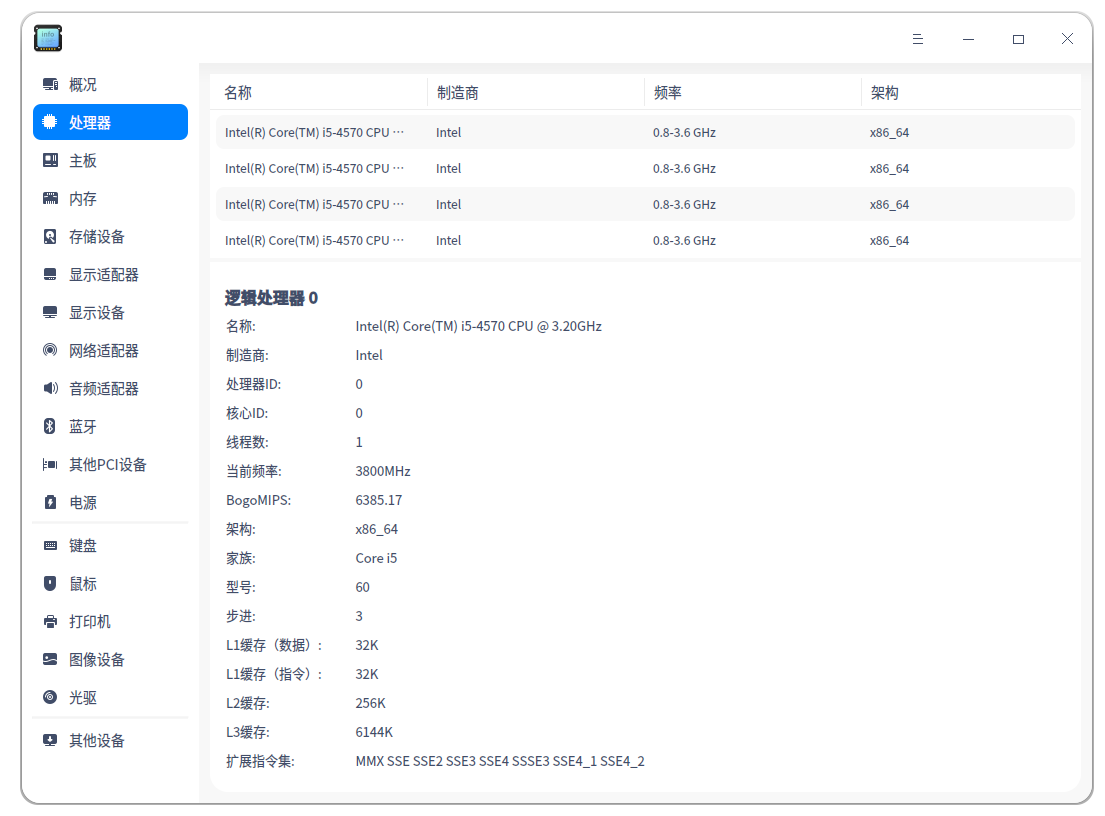 概况
处理器
主板
内存
存储设备
显示适配器
显示设备
网络适配器
音频适配器
蓝牙
其他PCI设备
电源
键盘
鼠标
打印机
图像设备
光驱
其他设备
名称 制造商 频率 架构
Intel(R) Core(TM) i5-4570 CPU ··· Intel 0.8-3.6 GHz x86_64
Intel(R) Core(TM) i5-4570 CPU ··· Intel 0.8-3.6 GHz x86_64
Intel(R) Core(TM) i5-4570 CPU ··· Intel 0.8-3.6 GHz x86_64
Intel(R) Core(TM) i5-4570 CPU ··· Intel 0.8-3.6 GHz x86_64
逻辑处理器 0
名称: Intel(R) Core(TM) i5-4570 CPU @ 3.20GHz
制造商: Intel
处理器ID: 0
核心ID: 0
线程数: 1
当前频率: 3800MHz
BogoMIPS: 6385.17
架构: x86_64
家族: Core i5
型号: 60
步进: 3
L1缓存（数据）: 32K
L1缓存（指令）: 32K
L2缓存: 256K
L3缓存: 6144K
扩展指令集: MMX SSE SSE2 SSE3 SSE4 SSSE3 SSE4_1 SSE4_2